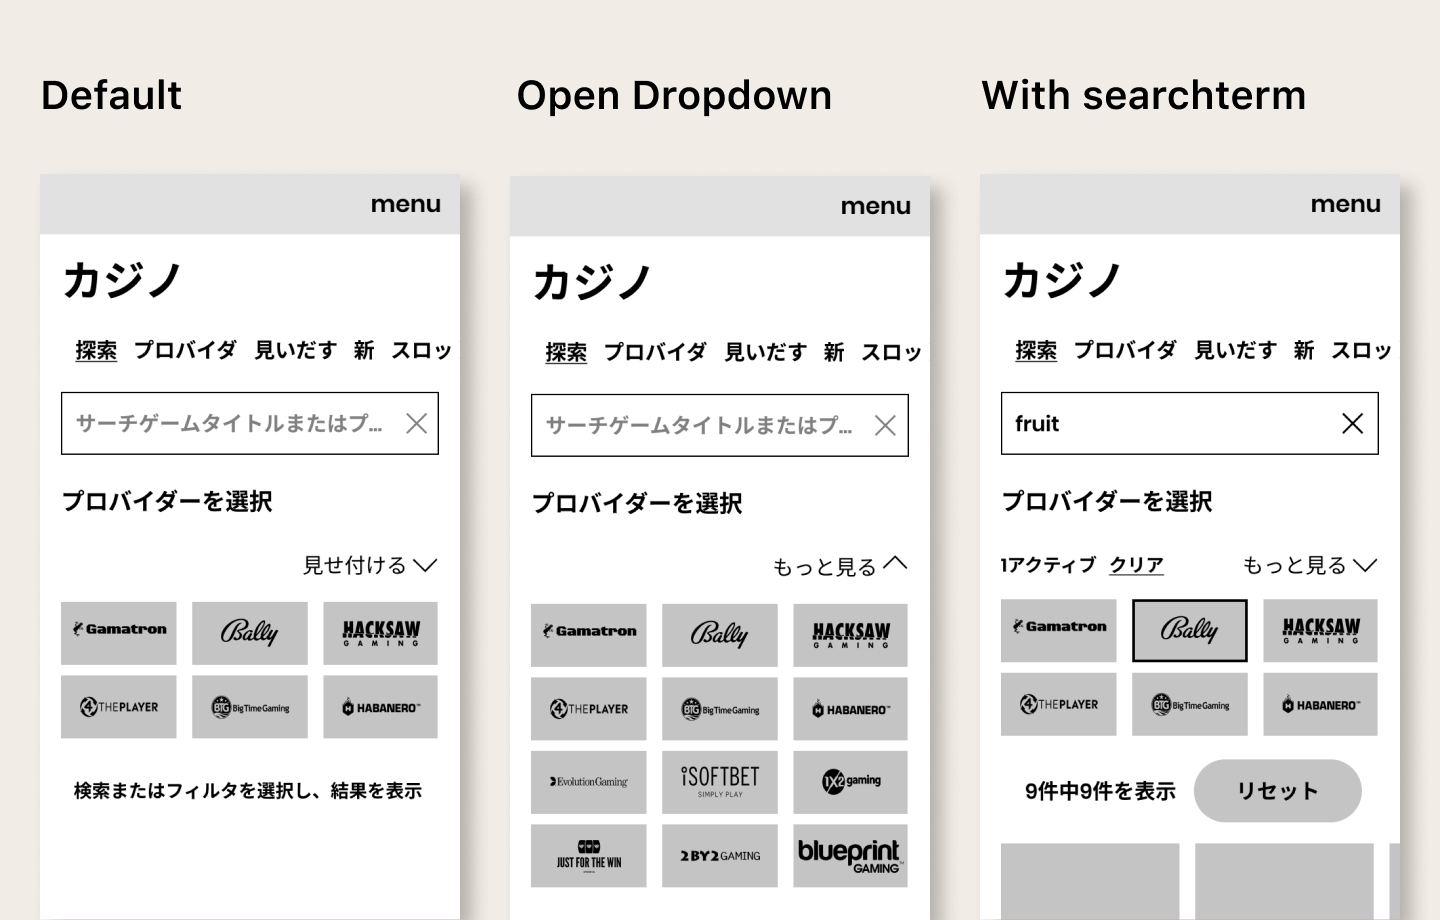 Default
menu
カジノ
探索 プロバイダ 見いだす 新 スロッ
サーチゲームタイトルまたはプ...
プロバイダーを選択
見せ付ける
Gamatron
Bally
HACKSAW
GAMING
4THEPLAYER
BTG BigTimeGaming
HABANERO™
検索またはフィルタを選択し、結果を表示
Open Dropdown
menu
カジノ
探索 プロバイダ 見いだす 新 スロッ
サーチゲームタイトルまたはプ...
プロバイダーを選択
もっと見る
Gamatron
Bally
HACKSAW
GAMING
4THEPLAYER
BTG BigTimeGaming
HABANERO™
EvolutionGaming
iSOFTBET
SIMPLY PLAY
1X2 gaming
JUST FOR THE WIN
2BY2 GAMING
blueprint
GAMING
With searchterm
menu
カジノ
探索 プロバイダ 見いだす 新 スロッ
fruit
プロバイダーを選択
1アクティブ クリア もっと見る
Gamatron
Bally
HACKSAW
GAMING
4THEPLAYER
BTG BigTimeGaming
HABANERO™
9件中9件を表示 リセット